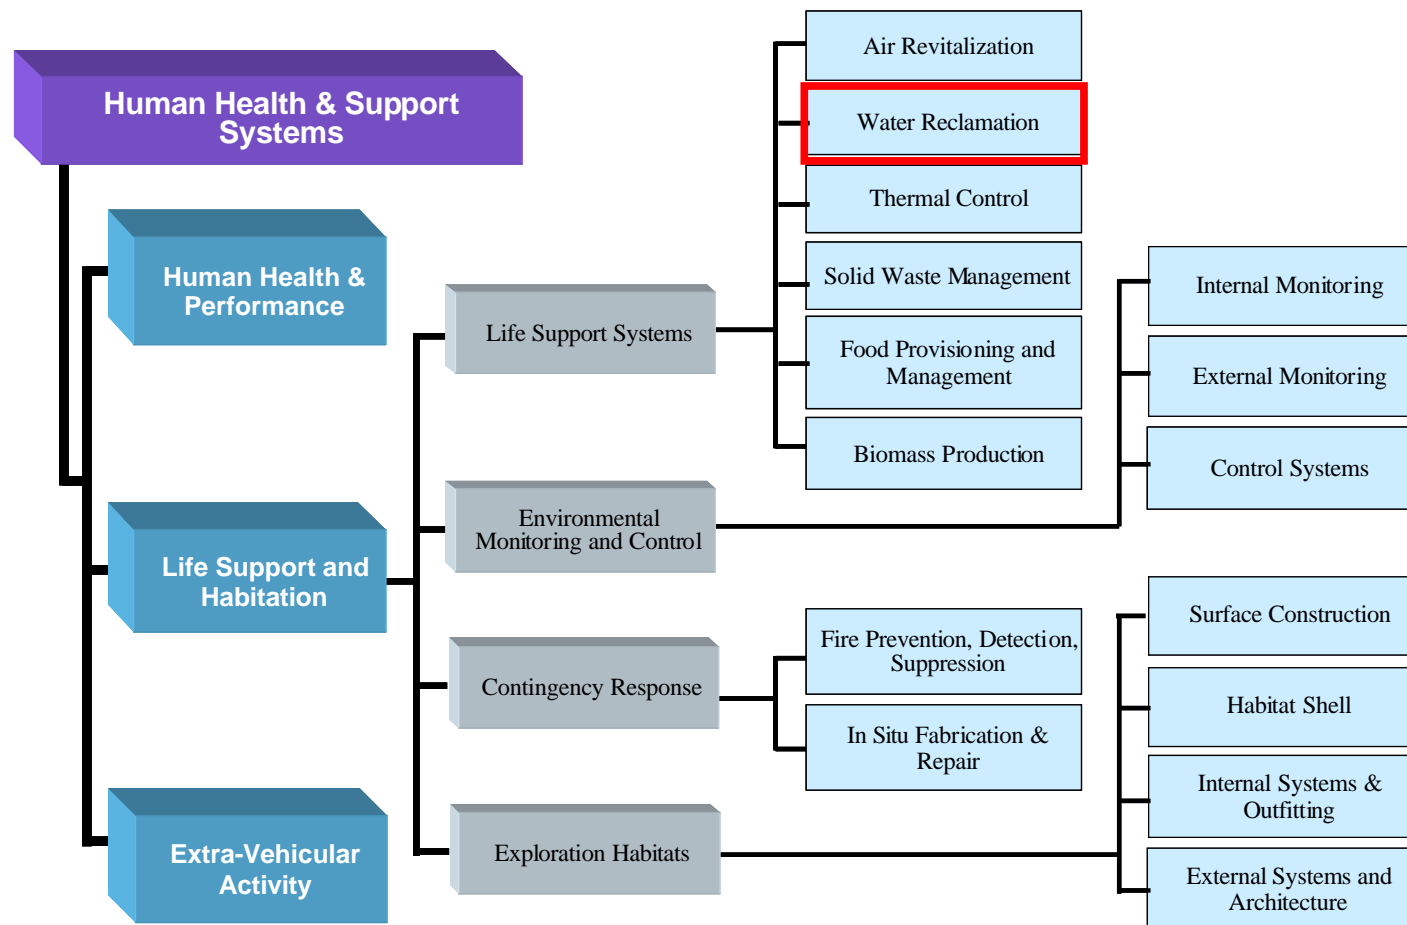 Human Health & Support
Systems
Human Health &
Performance
Life Support and
Habitation
Extra-Vehicular
Activity
Life Support Systems
Environmental
Monitoring and Control
Contingency Response
Exploration Habitats
Air Revitalization
Water Reclamation
Thermal Control
Solid Waste Management
Food Provisioning and
Management
Biomass Production
Fire Prevention, Detection,
Suppression
In Situ Fabrication &
Repair
Internal Monitoring
External Monitoring
Control Systems
Surface Construction
Habitat Shell
Internal Systems &
Outfitting
External Systems and
Architecture